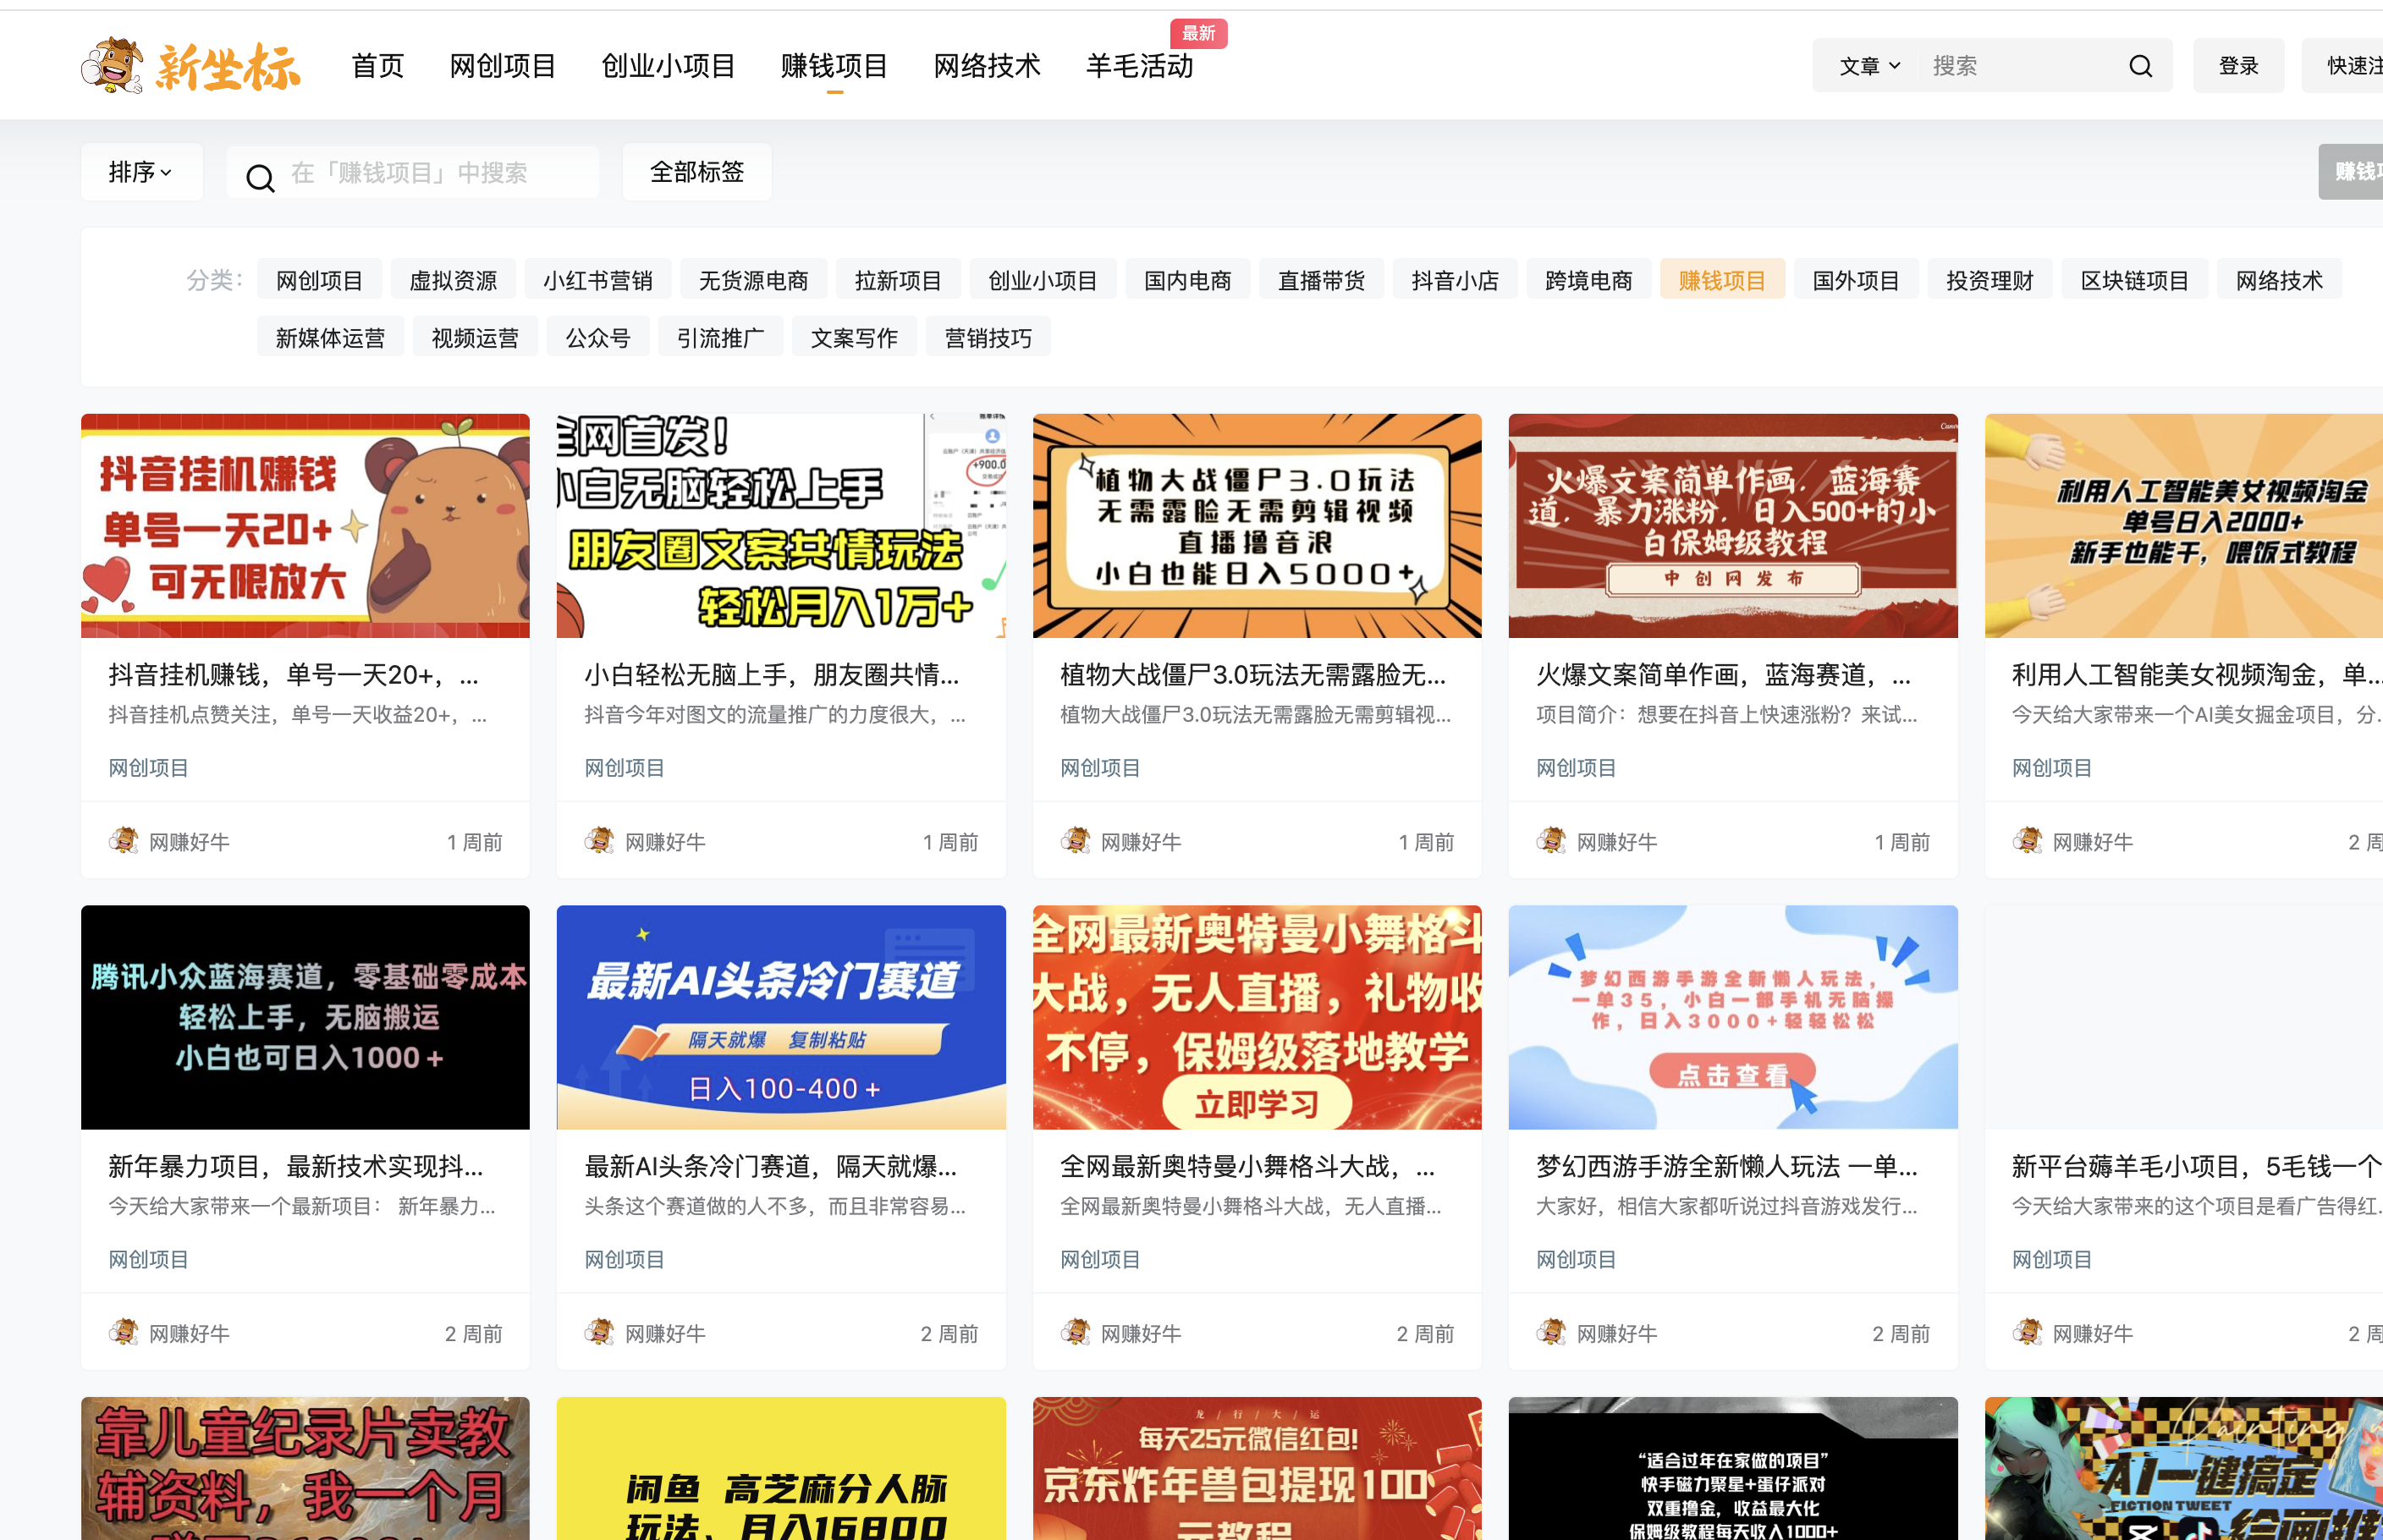 新坐标
首页
网创项目
创业小项目
赚钱项目
网络技术
羊毛活动
最新
文章
搜索
登录
快速注
排序
在「赚钱项目」中搜索
全部标签
赚钱项
分类：
网创项目
虚拟资源
小红书营销
无货源电商
拉新项目
创业小项目
国内电商
直播带货
抖音小店
跨境电商
赚钱项目
国外项目
投资理财
区块链项目
网络技术
新媒体运营
视频运营
公众号
引流推广
文案写作
营销技巧
抖音挂机赚钱
单号一天20+
可无限放大
抖音挂机赚钱，单号一天20+，...
抖音挂机点赞关注，单号一天收益20+，...
网创项目
网赚好牛
1 周前
全网首发！
小白无脑轻松上手
朋友圈文案共情玩法
轻松月入1万+
+900.0
小白轻松无脑上手，朋友圈共情...
抖音今年对图文的流量推广的力度很大，...
网创项目
网赚好牛
1 周前
植物大战僵尸3.0玩法
无需露脸无需剪辑视频
直播撸音浪
小白也能日入5000+
植物大战僵尸3.0玩法无需露脸无...
植物大战僵尸3.0玩法无需露脸无需剪辑视...
网创项目
网赚好牛
1 周前
火爆文案简单作画，蓝海赛
道，暴力涨粉，日入500+的小
白保姆级教程
中创网发布
火爆文案简单作画，蓝海赛道，...
项目简介：想要在抖音上快速涨粉？来试...
网创项目
网赚好牛
1 周前
利用人工智能美女视频淘金
单号日入2000+
新手也能干，喂饭式教程
利用人工智能美女视频淘金，单...
今天给大家带来一个AI美女掘金项目，分..
网创项目
网赚好牛
2 周
腾讯小众蓝海赛道，零基础零成本
轻松上手，无脑搬运
小白也可日入1000+
新年暴力项目，最新技术实现抖...
今天给大家带来一个最新项目： 新年暴力...
网创项目
网赚好牛
2 周前
最新AI头条冷门赛道
隔天就爆 复制粘贴
日入100-400+
最新AI头条冷门赛道，隔天就爆...
头条这个赛道做的人不多，而且非常容易...
网创项目
网赚好牛
2 周前
全网最新奥特曼小舞格斗
大战，无人直播，礼物收
不停，保姆级落地教学
立即学习
全网最新奥特曼小舞格斗大战，...
全网最新奥特曼小舞格斗大战，无人直播...
网创项目
网赚好牛
2 周前
梦幻西游手游全新懒人玩法，
一单35，小白一部手机无脑操
作，日入3000+轻轻松松
点击查看
梦幻西游手游全新懒人玩法 一单...
大家好，相信大家都听说过抖音游戏发行...
网创项目
网赚好牛
2 周前
新平台薅羊毛小项目，5毛钱一个
今天给大家带来的这个项目是看广告得红..
网创项目
网赚好牛
2 周
靠儿童纪录片卖教
辅资料，我一个月
闲鱼 高芝麻分人脉
玩法、月入16800
龙/行/大/运
每天25元微信红包！
京东炸年兽包提现100
元教程
“适合过年在家做的项目”
快手磁力聚星+蛋仔派对
双重撸金，收益最大化
保姆级教程每天收入1000+
Painting
AI一键搞定
FICTION TWEET
绘画推